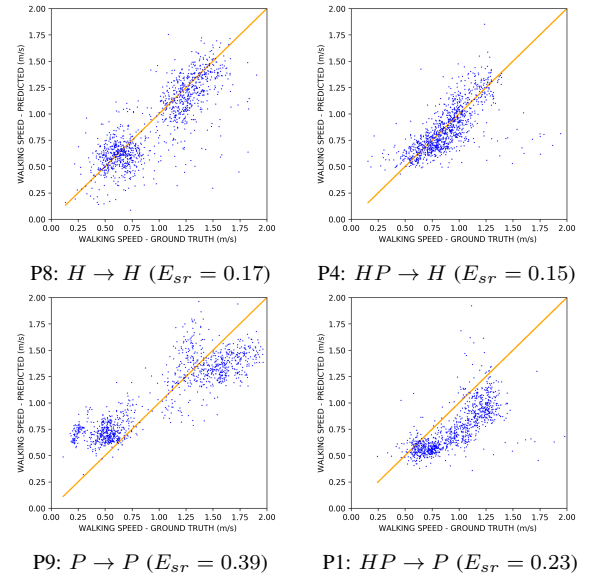 2.00
1.75
1.50
1.25
1.00
0.75
0.50
0.25
0.00
WALKING SPEED - PREDICTED (m/s)
0.00 0.25 0.50 0.75 1.00 1.25 1.50 1.75 2.00
WALKING SPEED - GROUND TRUTH (m/s)
P8: H → H (E_sr = 0.17)
2.00
1.75
1.50
1.25
1.00
0.75
0.50
0.25
0.00
WALKING SPEED - PREDICTED (m/s)
0.00 0.25 0.50 0.75 1.00 1.25 1.50 1.75 2.00
WALKING SPEED - GROUND TRUTH (m/s)
P4: HP → H (E_sr = 0.15)
2.00
1.75
1.50
1.25
1.00
0.75
0.50
0.25
0.00
WALKING SPEED - PREDICTED (m/s)
0.00 0.25 0.50 0.75 1.00 1.25 1.50 1.75 2.00
WALKING SPEED - GROUND TRUTH (m/s)
P9: P → P (E_sr = 0.39)
2.00
1.75
1.50
1.25
1.00
0.75
0.50
0.25
0.00
WALKING SPEED - PREDICTED (m/s)
0.00 0.25 0.50 0.75 1.00 1.25 1.50 1.75 2.00
WALKING SPEED - GROUND TRUTH (m/s)
P1: HP → P (E_sr = 0.23)